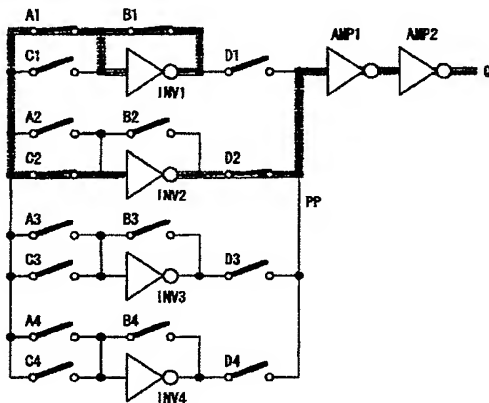 A1 B1 AMP1 AMP2
C1 D1
INV1
A2 B2
C2 D2
INV2
PP
A3 B3
C3 D3
INV3
A4 B4
C4 D4
INV4